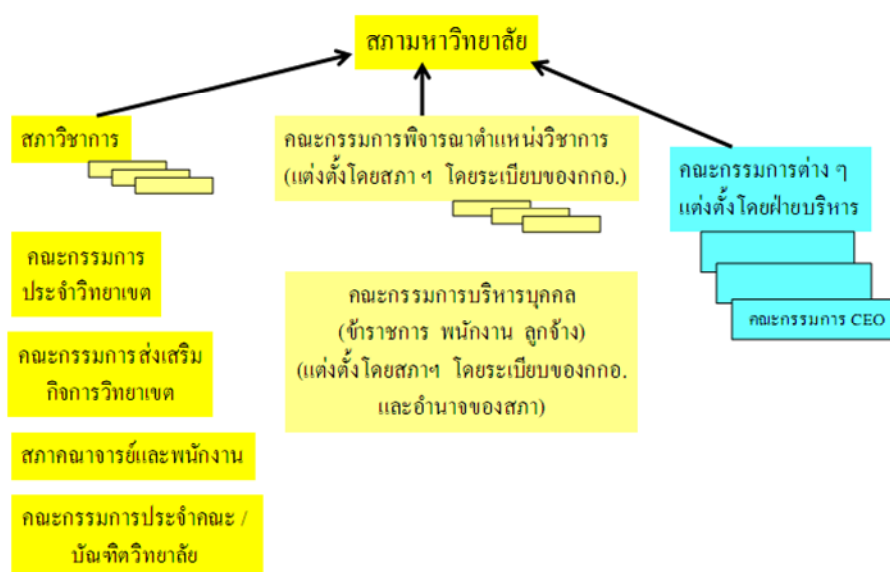 สภามหาวิทยาลัย
สภาวิชาการ
คณะกรรมการ
ประจำวิทยาเขต
คณะกรรมการส่งเสริม
กิจการวิทยาเขต
สภาคณาจารย์และพนักงาน
คณะกรรมการประจำคณะ /
บัณฑิตวิทยาลัย
คณะกรรมการพิจารณาตำแหน่งวิชาการ
(แต่งตั้งโดยสภา ฯ โดยระเบียบของกกอ.)
คณะกรรมการบริหารบุคคล
(ข้าราชการ พนักงาน ลูกจ้าง)
(แต่งตั้งโดยสภาฯ โดยระเบียบของกกอ.
และอำนาจของสภา)
คณะกรรมการต่าง ๆ
แต่งตั้งโดยฝ่ายบริหาร
คณะกรรมการ CEO